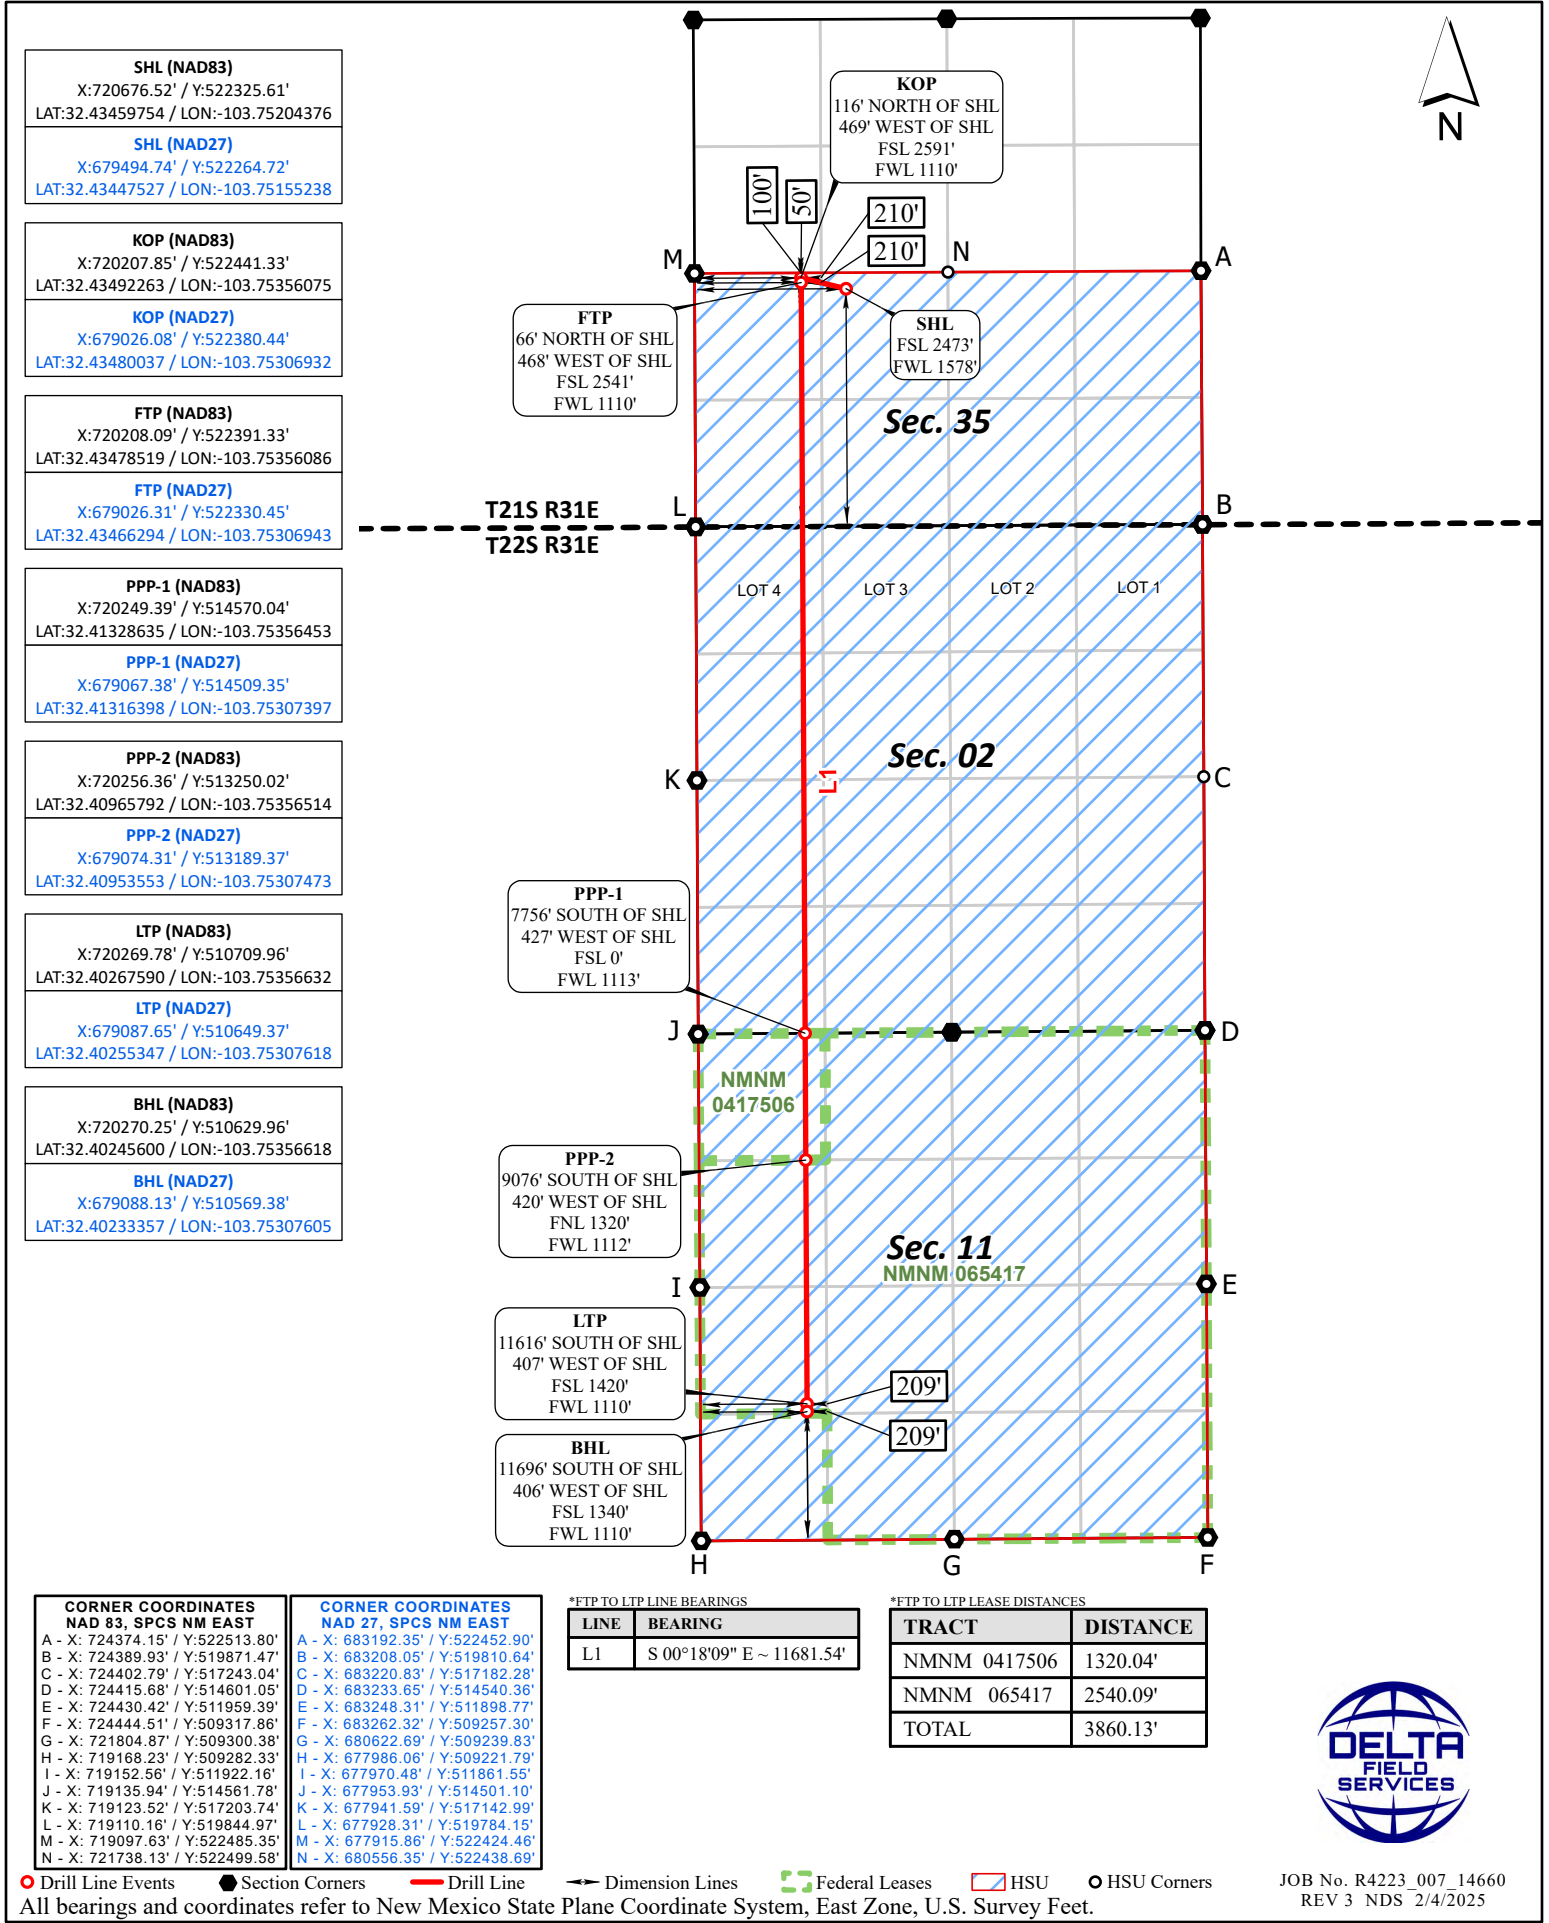 SHL (NAD83)
X:720676.52' / Y:522325.61'
LAT:32.43459754 / LON:-103.75204376
SHL (NAD27)
X:679494.74' / Y:522264.72'
LAT:32.43447527 / LON:-103.75155238
KOP (NAD83)
X:720207.85' / Y:522441.33'
LAT:32.43492263 / LON:-103.75356075
KOP (NAD27)
X:679026.08' / Y:522380.44'
LAT:32.43480037 / LON:-103.75306932
FTP (NAD83)
X:720208.09' / Y:522391.33'
LAT:32.43478519 / LON:-103.75356086
FTP (NAD27)
X:679026.31' / Y:522330.45'
LAT:32.43466294 / LON:-103.75306943
PPP-1 (NAD83)
X:720249.39' / Y:514570.04'
LAT:32.41328635 / LON:-103.75356453
PPP-1 (NAD27)
X:679067.38' / Y:514509.35'
LAT:32.41316398 / LON:-103.75307397
PPP-2 (NAD83)
X:720256.36' / Y:513250.02'
LAT:32.40965792 / LON:-103.75356514
PPP-2 (NAD27)
X:679074.31' / Y:513189.37'
LAT:32.40953553 / LON:-103.75307473
LTP (NAD83)
X:720269.78' / Y:510709.96'
LAT:32.40267590 / LON:-103.75356632
LTP (NAD27)
X:679087.65' / Y:510649.37'
LAT:32.40255347 / LON:-103.75307618
BHL (NAD83)
X:720270.25' / Y:510629.96'
LAT:32.40245600 / LON:-103.75356618
BHL (NAD27)
X:679088.13' / Y:510569.38'
LAT:32.40233357 / LON:-103.75307605
KOP
116' NORTH OF SHL
469' WEST OF SHL
FSL 2591'
FWL 1110'
N
100'
50'
210'
210'
M
N
A
FTP
66' NORTH OF SHL
468' WEST OF SHL
FSL 2541'
FWL 1110'
SHL
FSL 2473'
FWL 1578'
Sec. 35
T21S R31E
T22S R31E
L
B
LOT 4
LOT 3
LOT 2
LOT 1
Sec. 02
K
L1
C
PPP-1
7756' SOUTH OF SHL
427' WEST OF SHL
FSL 0'
FWL 1113'
J
D
NMNM
0417506
PPP-2
9076' SOUTH OF SHL
420' WEST OF SHL
FNL 1320'
FWL 1112'
Sec. 11
NMNM 065417
I
E
LTP
11616' SOUTH OF SHL
407' WEST OF SHL
FSL 1420'
FWL 1110'
209'
209'
BHL
11696' SOUTH OF SHL
406' WEST OF SHL
FSL 1340'
FWL 1110'
H
G
F
CORNER COORDINATES
NAD 83, SPCS NM EAST
A - X: 724374.15' / Y:522513.80'
B - X: 724389.93' / Y:519871.47'
C - X: 724402.79' / Y:517243.04'
D - X: 724415.68' / Y:514601.05'
E - X: 724430.42' / Y:511959.39'
F - X: 724444.51' / Y:509317.86'
G - X: 721804.87' / Y:509300.38'
H - X: 719168.23' / Y:509282.33'
I - X: 719152.56' / Y:511922.16'
J - X: 719135.94' / Y:514561.78'
K - X: 719123.52' / Y:517203.74'
L - X: 719110.16' / Y:519844.97'
M - X: 719097.63' / Y:522485.35'
N - X: 721738.13' / Y:522499.58'
CORNER COORDINATES
NAD 27, SPCS NM EAST
A - X: 683192.35' / Y:522452.90'
B - X: 683208.05' / Y:519810.64'
C - X: 683220.83' / Y:517182.28'
D - X: 683233.65' / Y:514540.36'
E - X: 683248.31' / Y:511898.77'
F - X: 683262.32' / Y:509257.30'
G - X: 680622.69' / Y:509239.83'
H - X: 677986.06' / Y:509221.79'
I - X: 677970.48' / Y:511861.55'
J - X: 677953.93' / Y:514501.10'
K - X: 677941.59' / Y:517142.99'
L - X: 677928.31' / Y:519784.15'
M - X: 677915.86' / Y:522424.46'
N - X: 680556.35' / Y:522438.69'
*FTP TO LTP LINE BEARINGS
LINE BEARING
L1 S 00°18'09" E ~ 11681.54'
*FTP TO LTP LEASE DISTANCES
TRACT DISTANCE
NMNM 0417506 1320.04'
NMNM 065417 2540.09'
TOTAL 3860.13'
DELTA
FIELD
SERVICES
Drill Line Events Section Corners Drill Line Dimension Lines Federal Leases HSU HSU Corners
All bearings and coordinates refer to New Mexico State Plane Coordinate System, East Zone, U.S. Survey Feet.
JOB No. R4223_007_14660
REV 3 NDS 2/4/2025